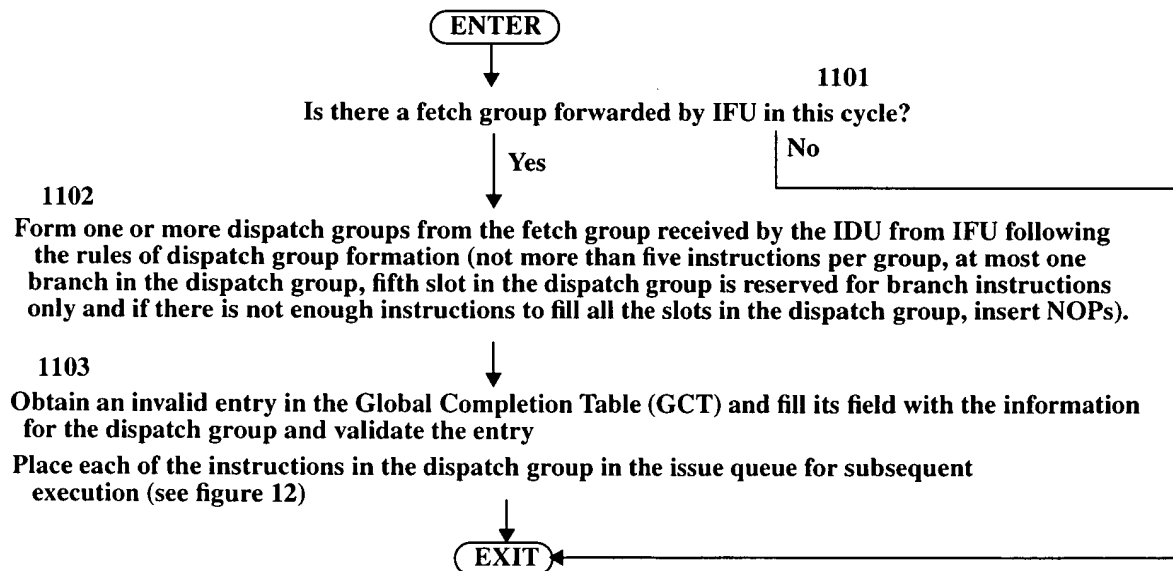 ENTER
1101
Is there a fetch group forwarded by IFU in this cycle?
Yes
No
1102
Form one or more dispatch groups from the fetch group received by the IDU from IFU following
the rules of dispatch group formation (not more than five instructions per group, at most one
branch in the dispatch group, fifth slot in the dispatch group is reserved for branch instructions
only and if there is not enough instructions to fill all the slots in the dispatch group, insert NOPs).
1103
Obtain an invalid entry in the Global Completion Table (GCT) and fill its field with the information
for the dispatch group and validate the entry
Place each of the instructions in the dispatch group in the issue queue for subsequent
execution (see figure 12)
EXIT